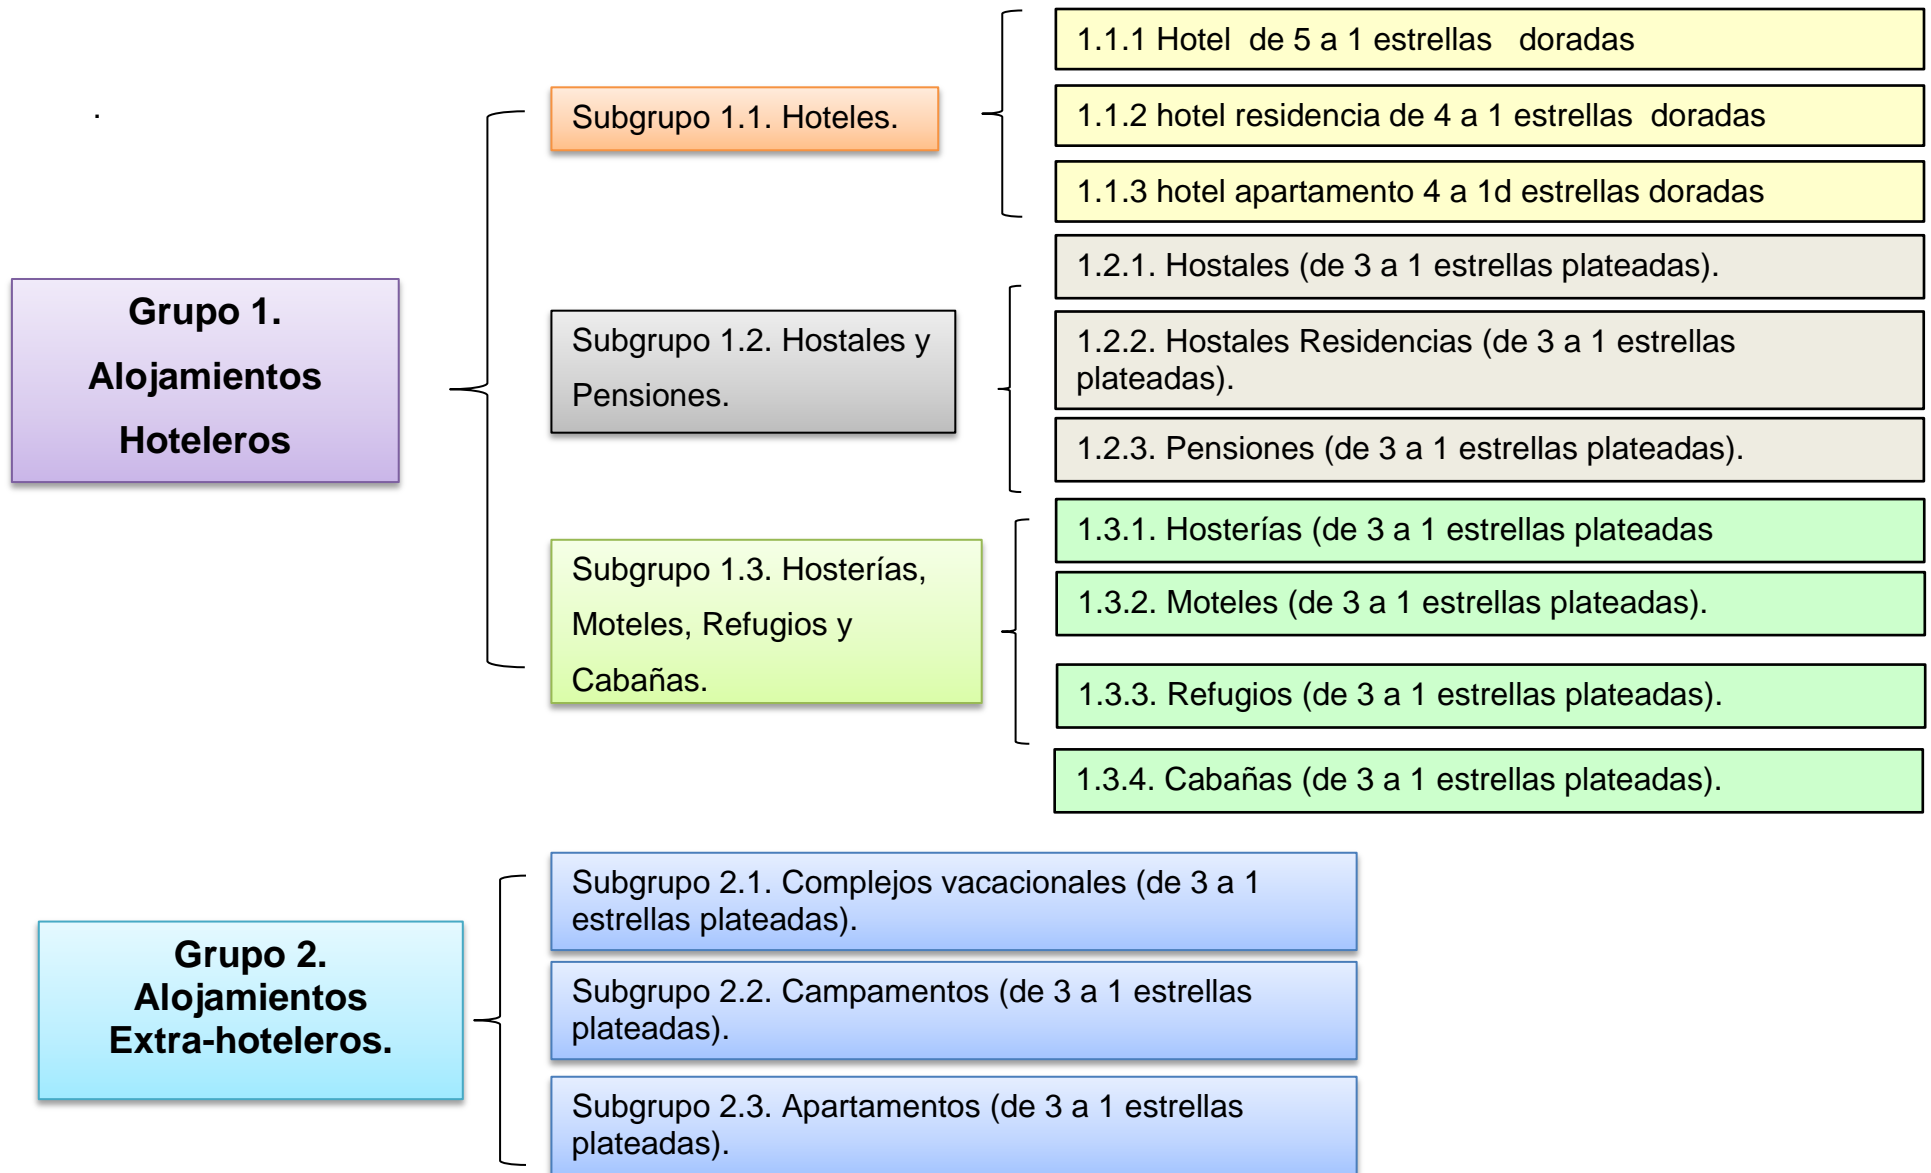 .
Grupo 1.
Alojamientos
Hoteleros
Subgrupo 1.1. Hoteles.
1.1.1 Hotel  de 5 a 1 estrellas   doradas
1.1.2 hotel residencia de 4 a 1 estrellas  doradas
1.1.3 hotel apartamento 4 a 1d estrellas doradas
Subgrupo 1.2. Hostales y
Pensiones.
1.2.1. Hostales (de 3 a 1 estrellas plateadas).
1.2.2. Hostales Residencias (de 3 a 1 estrellas
plateadas).
1.2.3. Pensiones (de 3 a 1 estrellas plateadas).
Subgrupo 1.3. Hosterías,
Moteles, Refugios y
Cabañas.
1.3.1. Hosterías (de 3 a 1 estrellas plateadas
1.3.2. Moteles (de 3 a 1 estrellas plateadas).
1.3.3. Refugios (de 3 a 1 estrellas plateadas).
1.3.4. Cabañas (de 3 a 1 estrellas plateadas).
Grupo 2.
Alojamientos
Extra-hoteleros.
Subgrupo 2.1. Complejos vacacionales (de 3 a 1
estrellas plateadas).
Subgrupo 2.2. Campamentos (de 3 a 1 estrellas
plateadas).
Subgrupo 2.3. Apartamentos (de 3 a 1 estrellas
plateadas).